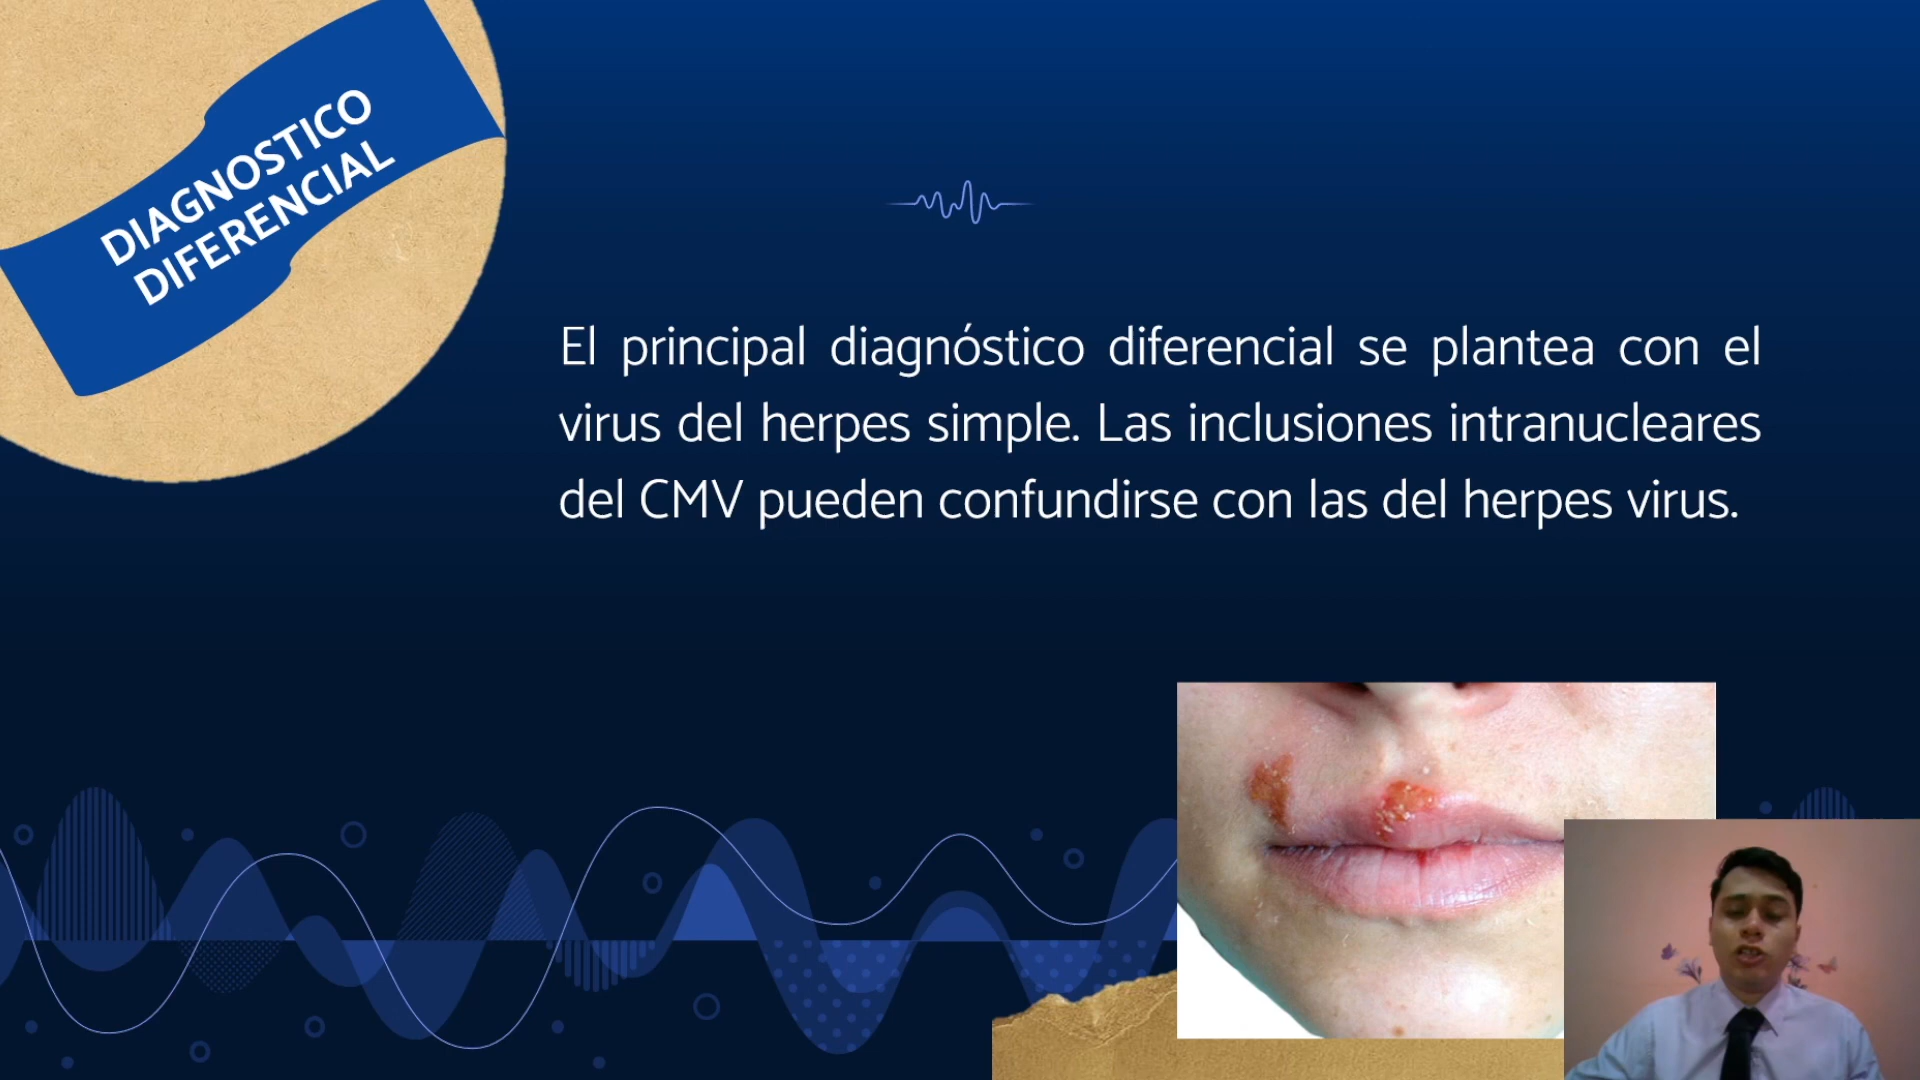 DIAGNOSTICO
DIFERENCIAL
El principal diagnóstico diferencial se plantea con el
virus del herpes simple. Las inclusiones intranucleares
del CMV pueden confundirse con las del herpes virus.